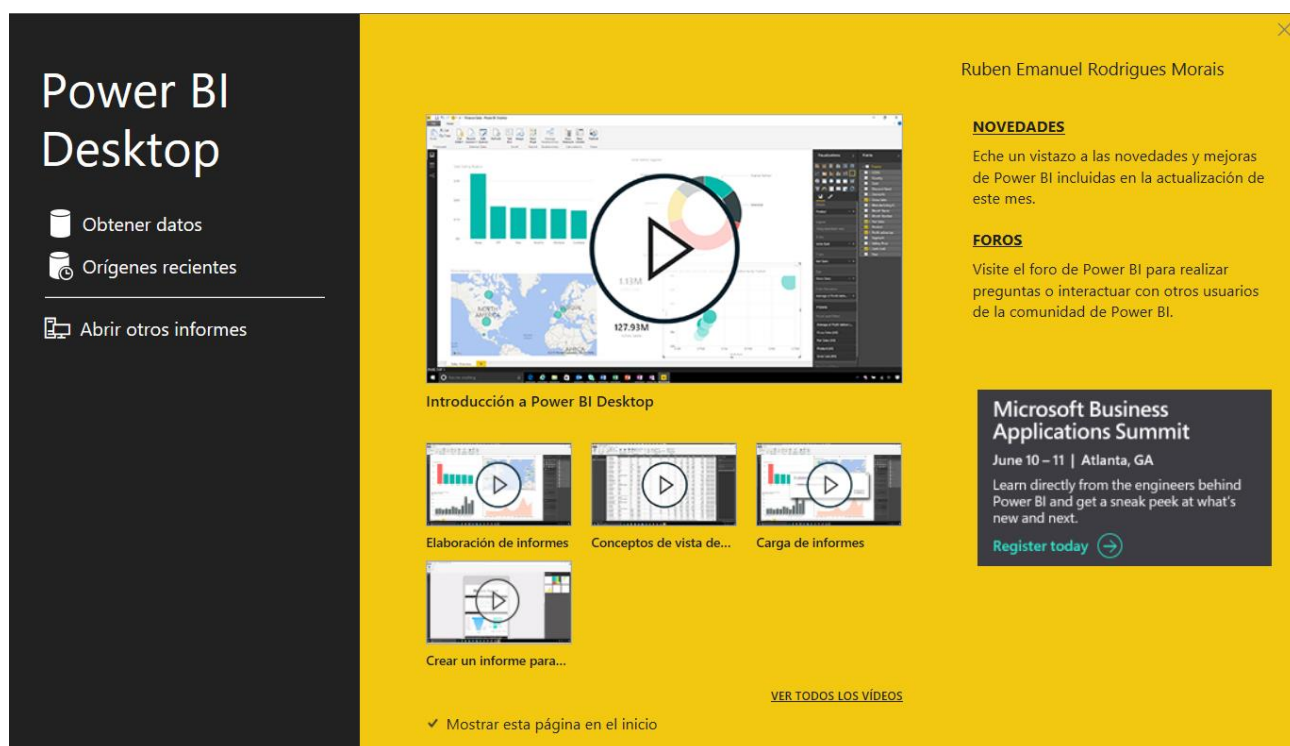 Power BI
Desktop
Obtener datos
Orígenes recientes
Abrir otros informes
127.93M
Introducción a Power BI Desktop
Elaboración de informes
Conceptos de vista de...
Carga de informes
Crear un informe para...
VER TODOS LOS VÍDEOS
Mostrar esta página en el inicio
Ruben Emanuel Rodrigues Morais
NOVEDADES
Eche un vistazo a las novedades y mejoras
de Power BI incluidas en la actualización de
este mes.
FOROS
Visite el foro de Power BI para realizar
preguntas o interactuar con otros usuarios
de la comunidad de Power BI.
Microsoft Business
Applications Summit
June 10 – 11 | Atlanta, GA
Learn directly from the engineers behind
Power BI and get a sneak peek at what's
new and next.
Register today